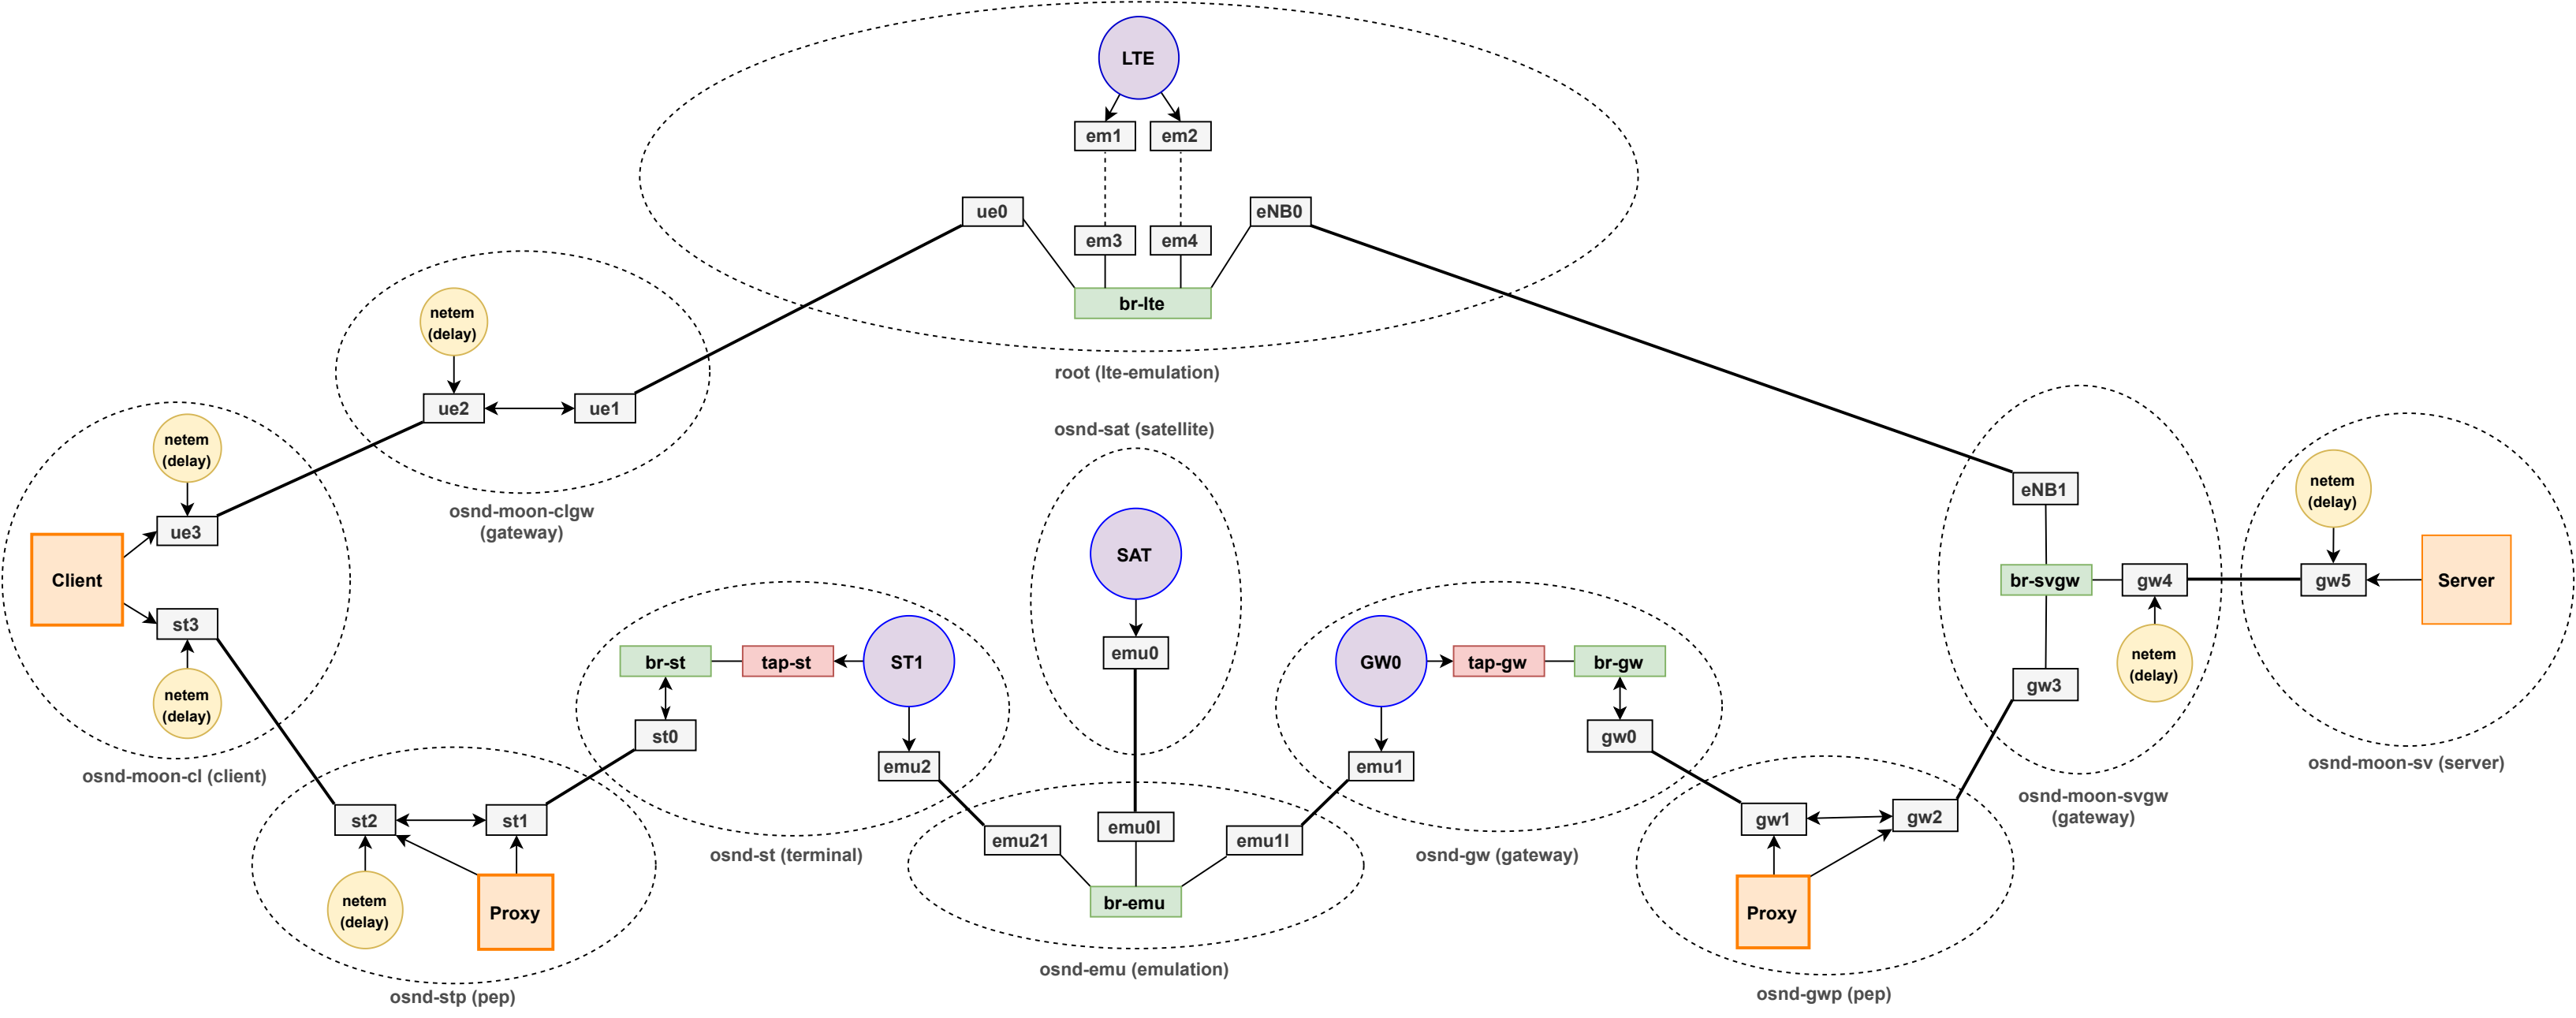 LTE
em1
em2
ue0
eNB0
em3
em4
br-lte
root (lte-emulation)
netem
(delay)
ue2
ue1
osnd-moon-clgw
(gateway)
netem
(delay)
ue3
Client
st3
netem
(delay)
osnd-moon-cl (client)
st2
st1
netem
(delay)
Proxy
osnd-stp (pep)
br-st
tap-st
ST1
st0
emu2
osnd-st (terminal)
osnd-sat (satellite)
SAT
emu0
emu0l
emu21
emu1l
br-emu
osnd-emu (emulation)
GW0
tap-gw
br-gw
gw0
emu1
osnd-gw (gateway)
gw1
gw2
Proxy
osnd-gwp (pep)
eNB1
br-svgw
gw4
gw3
netem
(delay)
osnd-moon-svgw
(gateway)
netem
(delay)
gw5
Server
osnd-moon-sv (server)